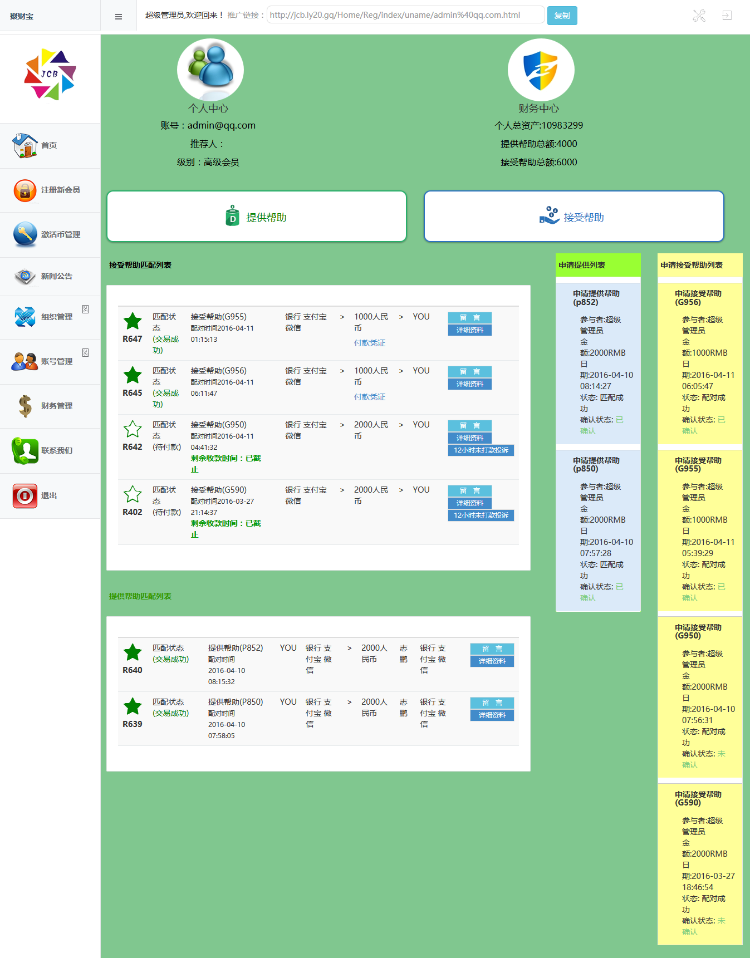 聚财宝
超级管理员,欢迎回来！ 推广链接：
http://jcb.ly20.gq/Home/Reg/Index/uname/admin%40qq.com.html
复制
JCB
首页
注册新会员
激活币管理
新闻公告
组织管理
账号管理
财务管理
联系我们
退出
个人中心
账号：admin@qq.com
推荐人：
级别：高级会员
财务中心
个人总资产:10983299
提供帮助总额:4000
接受帮助总额:6000
提供帮助
接受帮助
接受帮助匹配列表
R647
匹配状
态
(交易成
功)
接受帮助(G955)
配对时间2016-04-11
01:15:13
银行 支付宝
微信
>
1000人民
币
付款凭证
>
YOU
留 言
详细资料
R645
匹配状
态
(交易成
功)
接受帮助(G956)
配对时间2016-04-11
06:11:47
银行 支付宝
微信
>
1000人民
币
付款凭证
>
YOU
留 言
详细资料
R642
匹配状
态
(待付款)
接受帮助(G950)
配对时间2016-04-11
04:41:32
剩余收款时间：已截
止
银行 支付宝
微信
>
2000人民
币
>
YOU
留 言
详细资料
12小时未打款投诉
R402
匹配状
态
(待付款)
接受帮助(G590)
配对时间2016-03-27
21:14:37
剩余收款时间：已截
止
银行 支付宝
微信
>
2000人民
币
>
YOU
留 言
详细资料
12小时未打款投诉
提供帮助匹配列表
R640
匹配状态
(交易成功)
提供帮助(P852)
配对时间
2016-04-10
08:15:32
YOU
银行 支
付宝 微
信
>
2000人
民币
志
鹏
银行 支
付宝 微
信
留 言
详细资料
R639
匹配状态
(交易成功)
提供帮助(P850)
配对时间
2016-04-10
07:58:05
YOU
银行 支
付宝 微
信
>
2000人
民币
志
鹏
银行 支
付宝 微
信
留 言
详细资料
申请提供列表
申请提供帮助
(p852)
参与者:超级
管理员
金
额:2000RMB
日
期:2016-04-10
08:14:27
状态: 匹配成
功
确认状态: 已
确认
申请提供帮助
(p850)
参与者:超级
管理员
金
额:2000RMB
日
期:2016-04-10
07:57:28
状态: 匹配成
功
确认状态: 已
确认
申请接受帮助列表
申请接受帮助
(G956)
参与者:超级
管理员
金
额:1000RMB
日
期:2016-04-11
06:05:47
状态: 配对成
功
确认状态: 已
确认
申请接受帮助
(G955)
参与者:超级
管理员
金
额:1000RMB
日
期:2016-04-11
05:39:29
状态: 配对成
功
确认状态: 已
确认
申请接受帮助
(G950)
参与者:超级
管理员
金
额:2000RMB
日
期:2016-04-10
07:56:31
状态: 配对成
功
确认状态: 未
确认
申请接受帮助
(G590)
参与者:超级
管理员
金
额:2000RMB
日
期:2016-03-27
18:46:54
状态: 配对成
功
确认状态: 未
确认